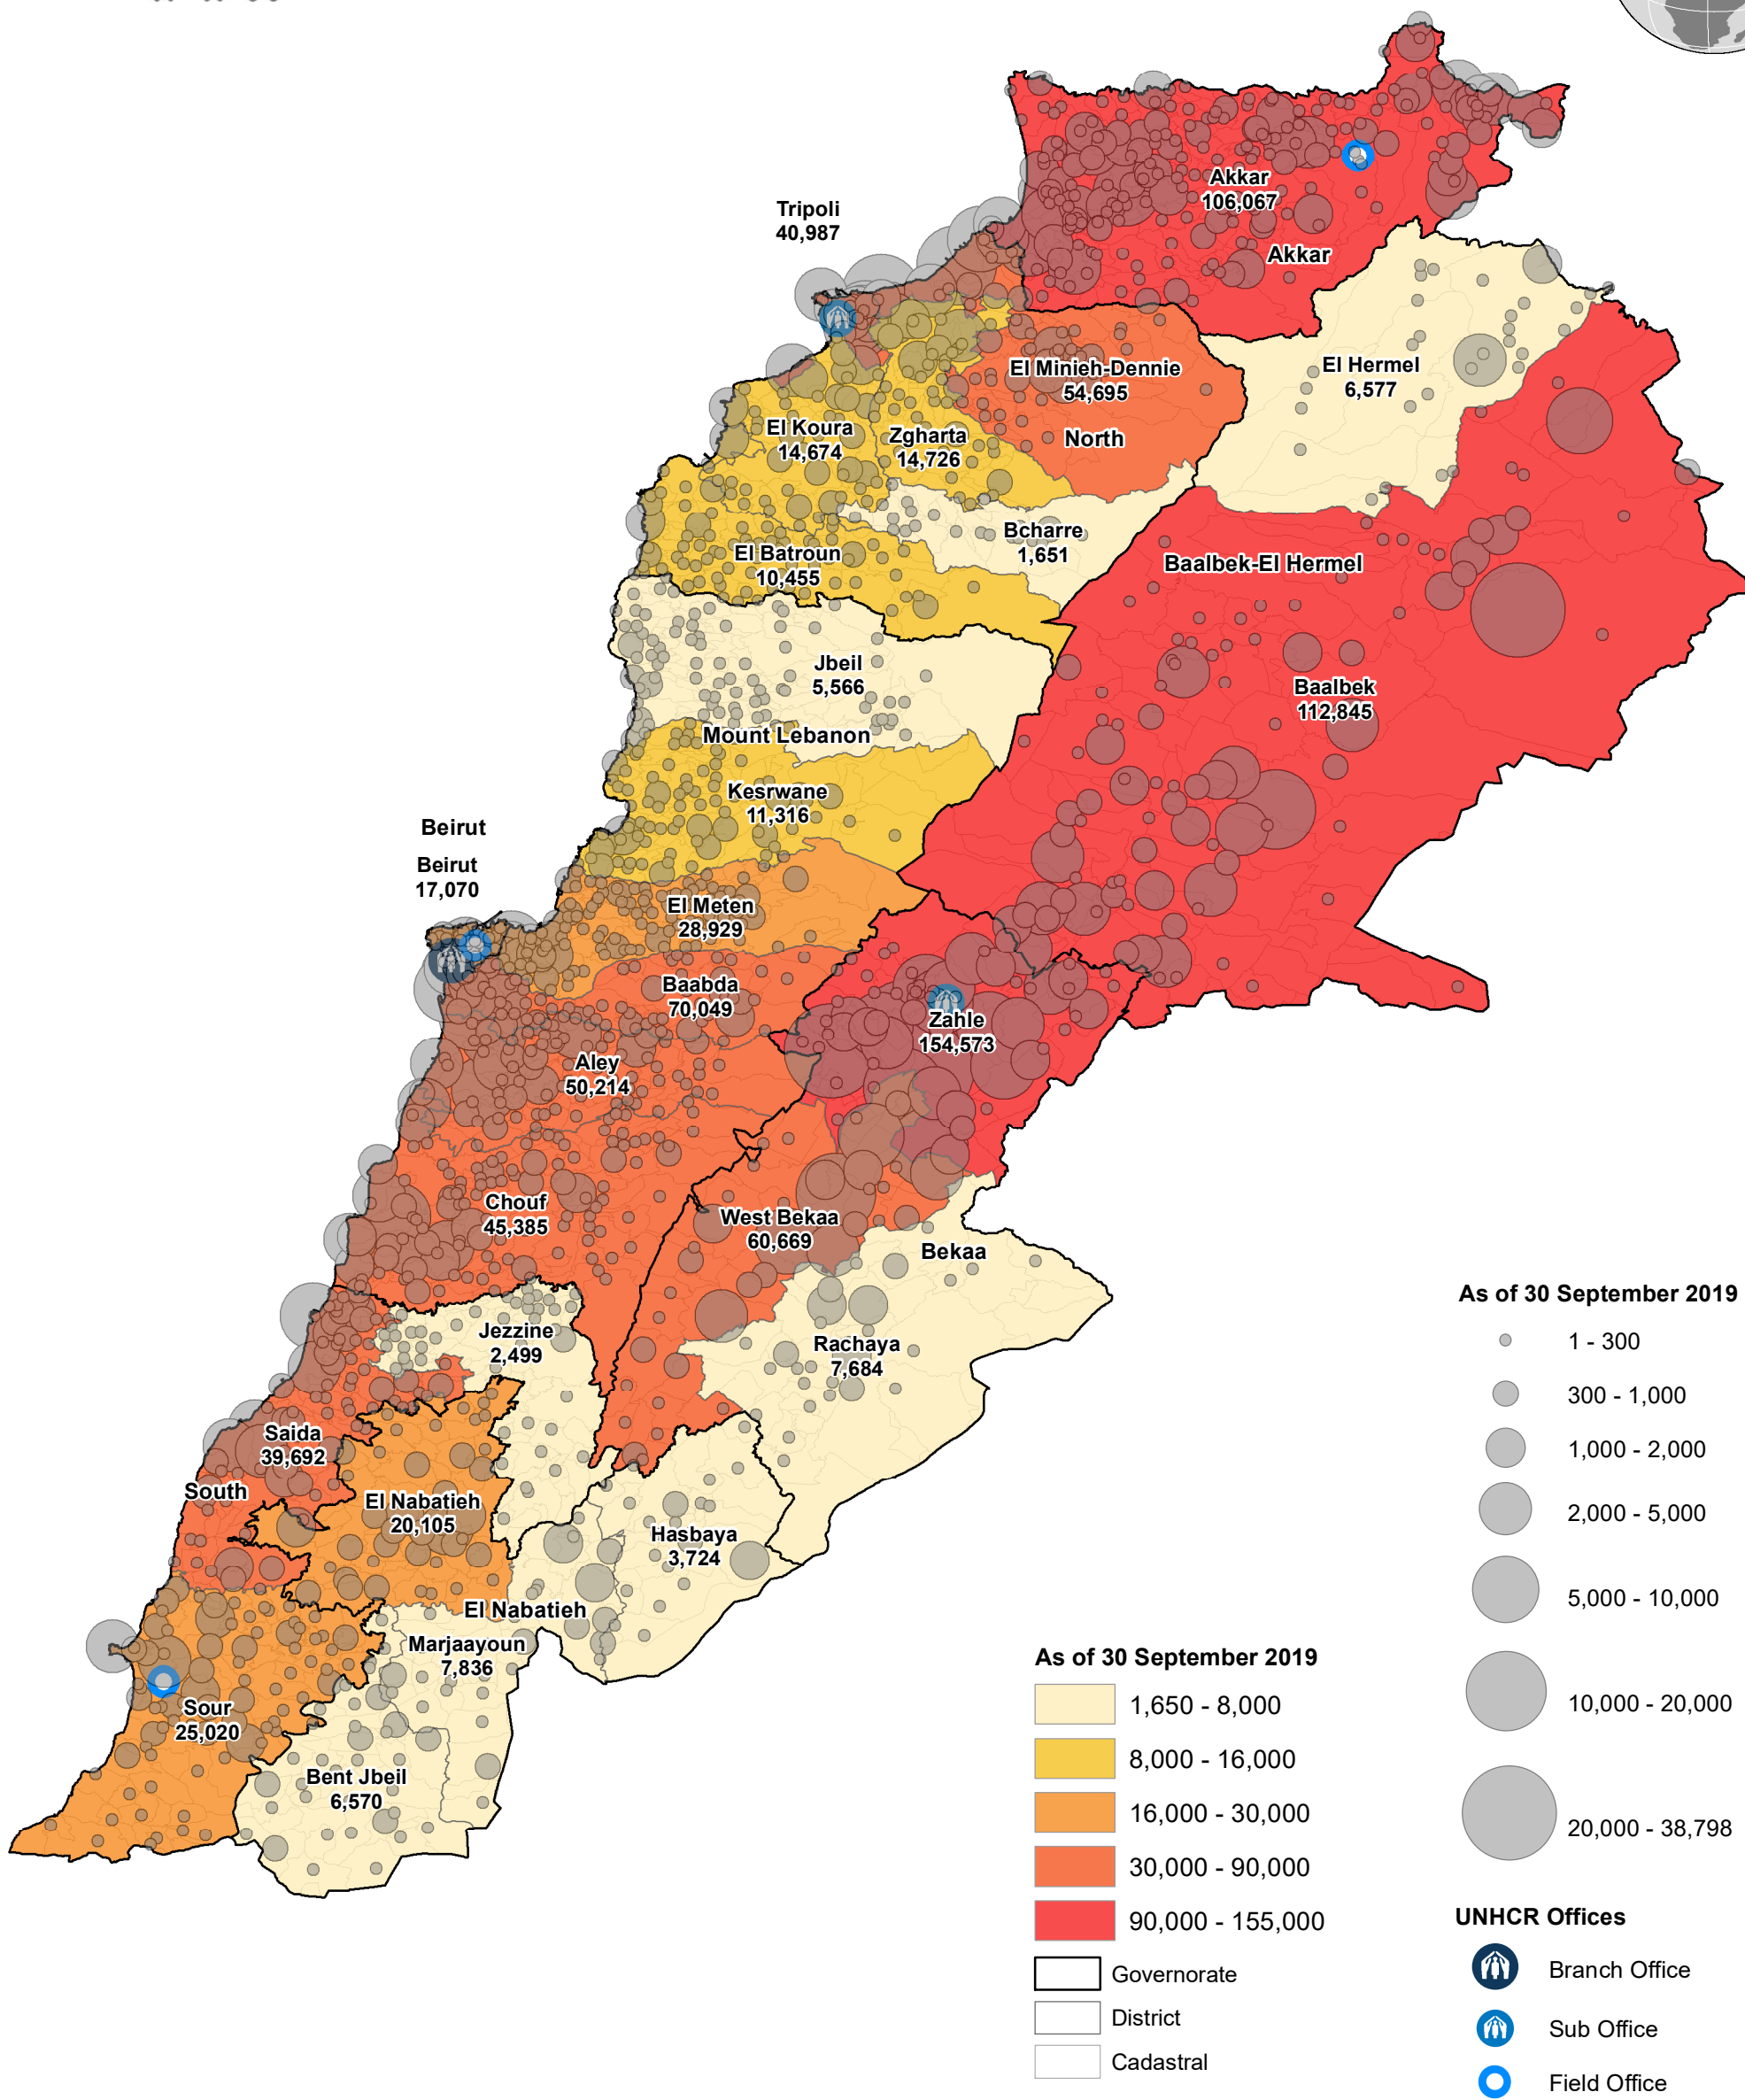 Akkar
106,067
Akkar
Tripoli
40,987
El Hermel
6,577
El Minieh-Dennie
54,695
North
El Koura
14,674
Zgharta
14,726
Bcharre
1,651
El Batroun
10,455
Baalbek-El Hermel
Jbeil
5,566
Baalbek
112,845
Mount Lebanon
Kesrwane
11,316
Beirut
Beirut
17,070
El Meten
28,929
Baabda
70,049
Zahle
154,573
Aley
50,214
Chouf
45,385
West Bekaa
60,669
Bekaa
Jezzine
2,499
Rachaya
7,684
Saida
39,692
South
El Nabatieh
20,105
Hasbaya
3,724
El Nabatieh
Marjaayoun
7,836
Sour
25,020
Bent Jbeil
6,570
As of 30 September 2019
1,650 - 8,000
8,000 - 16,000
16,000 - 30,000
30,000 - 90,000
90,000 - 155,000
Governorate
District
Cadastral
As of 30 September 2019
1 - 300
300 - 1,000
1,000 - 2,000
2,000 - 5,000
5,000 - 10,000
10,000 - 20,000
20,000 - 38,798
UNHCR Offices
Branch Office
Sub Office
Field Office